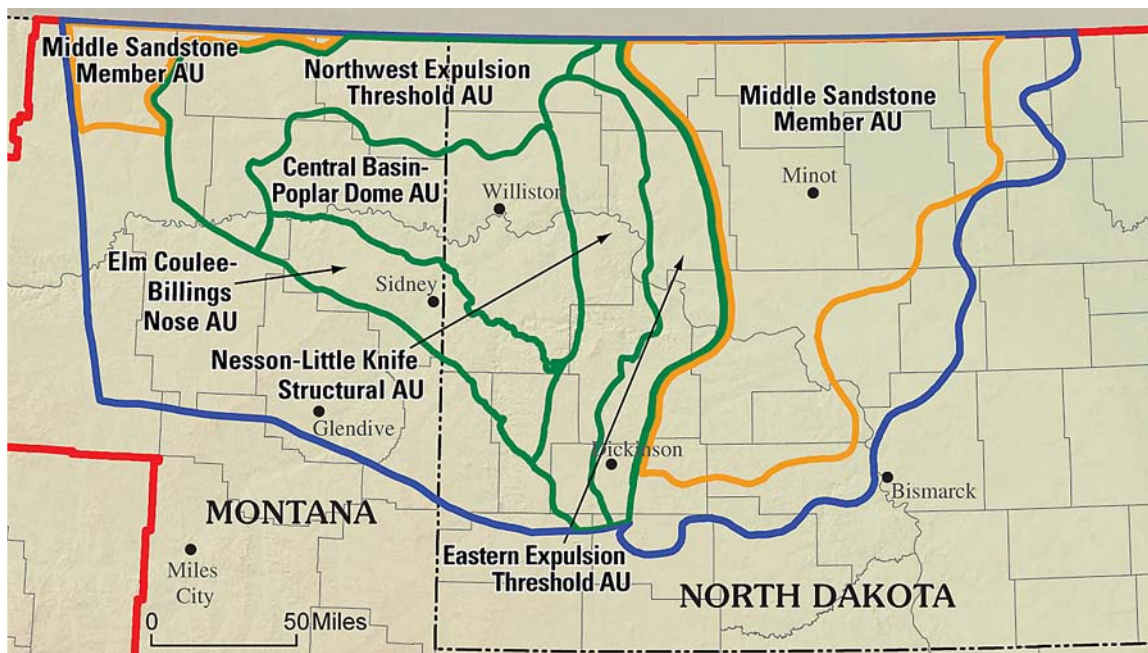 Middle Sandstone
Member AU
Northwest Expulsion
Threshold AU
Middle Sandstone
Member AU
Central Basin-
Poplar Dome AU
Williston
Minot
Elm Coulee-
Billings
Nose AU
Sidney
Nesson-Little Knife
Structural AU
Glendive
Dickinson
Bismarck
MONTANA
Eastern Expulsion
Threshold AU
NORTH DAKOTA
Miles
City
0
50 Miles